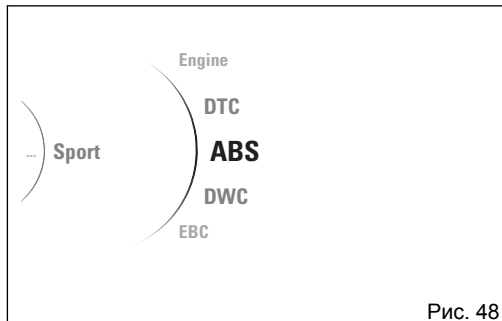 Engine
DTC
... Sport ABS
DWC
EBC
Рис. 48